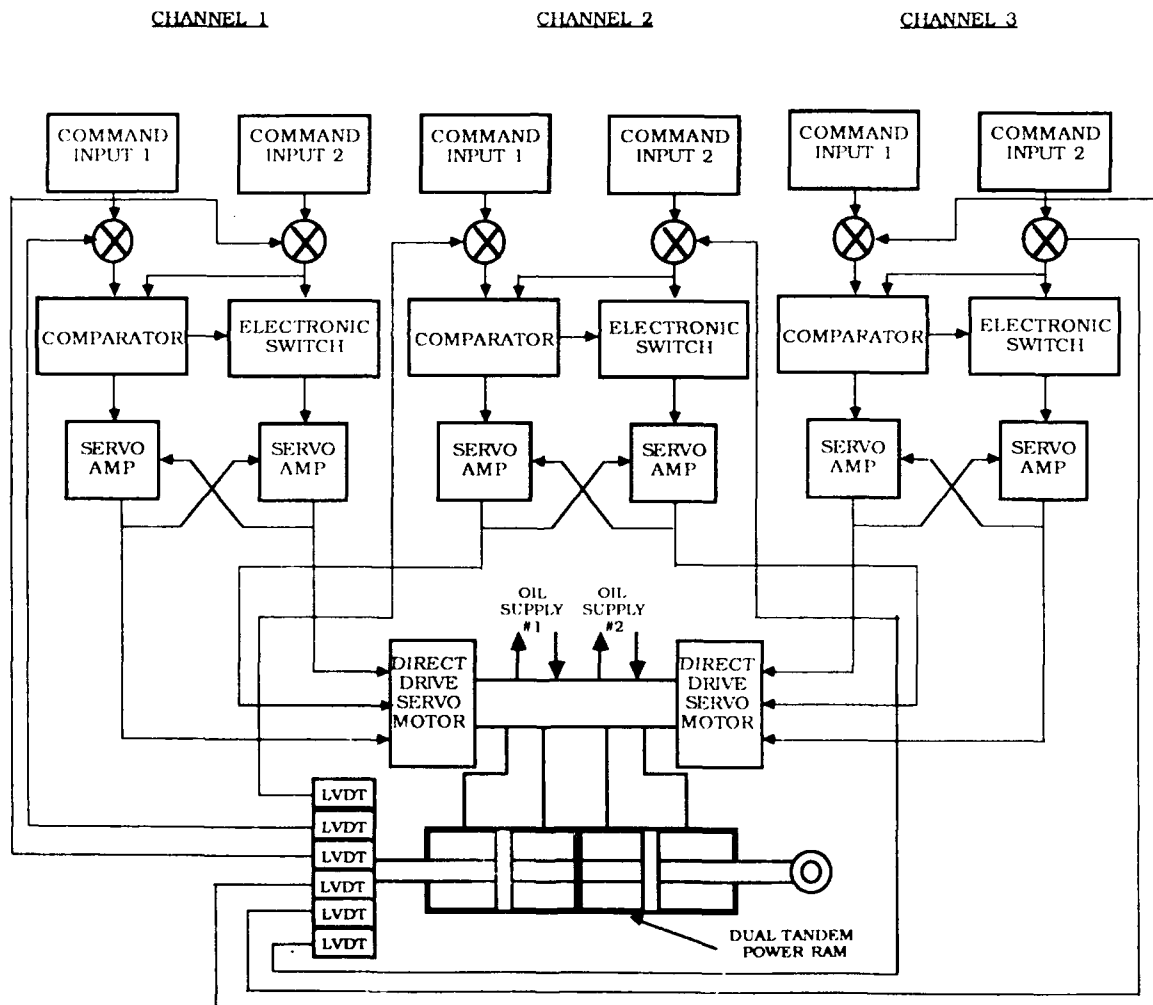 CHANNEL 1
CHANNEL 2
CHANNEL 3
COMMAND
INPUT 1
COMMAND
INPUT 2
COMMAND
INPUT 1
COMMAND
INPUT 2
COMMAND
INPUT 1
COMMAND
INPUT 2
COMPARATOR
ELECTRONIC
SWITCH
COMPARATOR
ELECTRONIC
SWITCH
COMPARATOR
ELECTRONIC
SWITCH
SERVO
AMP
SERVO
AMP
SERVO
AMP
SERVO
AMP
SERVO
AMP
SERVO
AMP
OIL
SUPPLY
#1
OIL
SUPPLY
#2
DIRECT
DRIVE
SERVO
MOTOR
DIRECT
DRIVE
SERVO
MOTOR
LVDT
LVDT
LVDT
LVDT
LVDT
LVDT
DUAL TANDEM
POWER RAM